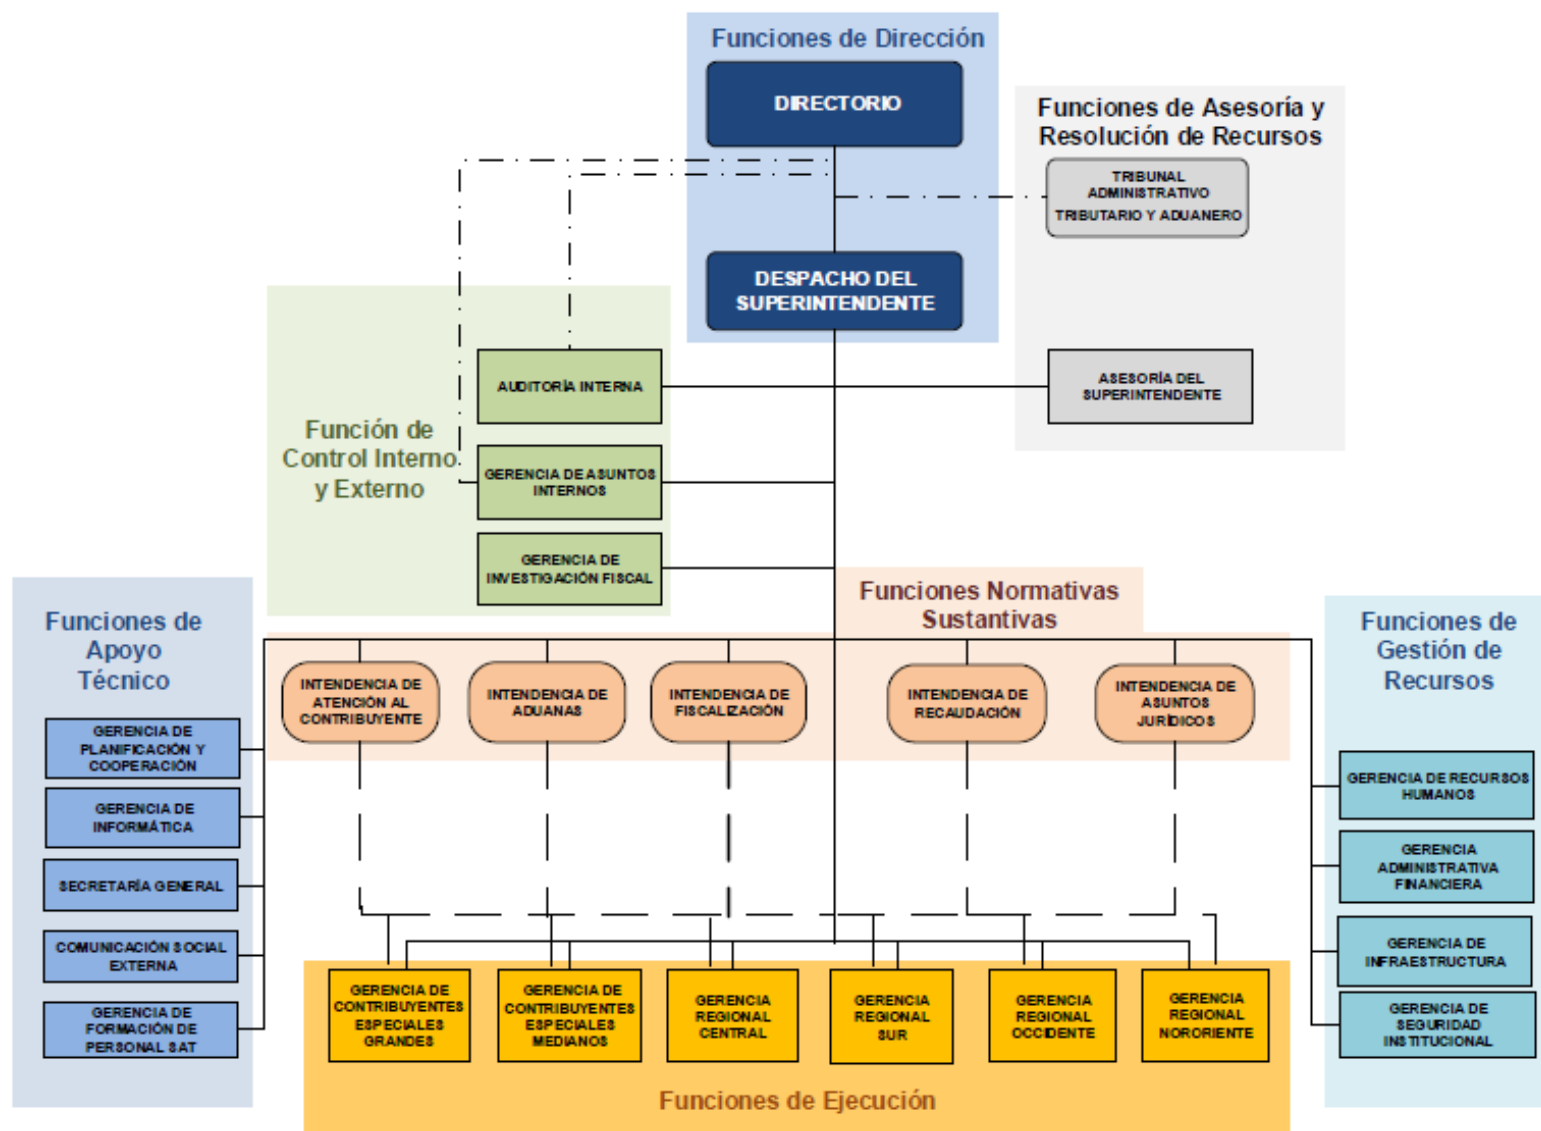 Funciones de Dirección
DIRECTORIO
DESPACHO DEL
SUPERINTENDENTE
Funciones de Asesoría y
Resolución de Recursos
TRIBUNAL
ADMINISTRATIVO
TRIBUTARIO Y ADUANERO
ASESORÍA DEL
SUPERINTENDENTE
Función de
Control Interno
y Externo
AUDITORÍA INTERNA
GERENCIA DE ASUNTOS
INTERNOS
GERENCIA DE
INVESTIGACIÓN FISCAL
Funciones Normativas
Sustantivas
INTENDENCIA DE
ATENCIÓN AL
CONTRIBUYENTE
INTENDENCIA DE
ADUANAS
INTENDENCIA DE
FISCALIZACIÓN
INTENDENCIA DE
RECAUDACIÓN
INTENDENCIA DE
ASUNTOS
JURÍDICOS
Funciones de
Apoyo
Técnico
GERENCIA DE
PLANIFICACIÓN Y
COOPERACIÓN
GERENCIA DE
INFORMÁTICA
SECRETARÍA GENERAL
COMUNICACIÓN SOCIAL
EXTERNA
GERENCIA DE
FORMACIÓN DE
PERSONAL SAT
Funciones de
Gestión de
Recursos
GERENCIA DE RECURSOS
HUMANOS
GERENCIA
ADMINISTRATIVA
FINANCIERA
GERENCIA DE
INFRAESTRUCTURA
GERENCIA DE
SEGURIDAD
INSTITUCIONAL
GERENCIA DE
CONTRIBUYENTES
ESPECIALES
GRANDES
GERENCIA DE
CONTRIBUYENTES
ESPECIALES
MEDIANOS
GERENCIA
REGIONAL
CENTRAL
GERENCIA
REGIONAL
SUR
GERENCIA
REGIONAL
OCCIDENTE
GERENCIA
REGIONAL
NORORIENTE
Funciones de Ejecución